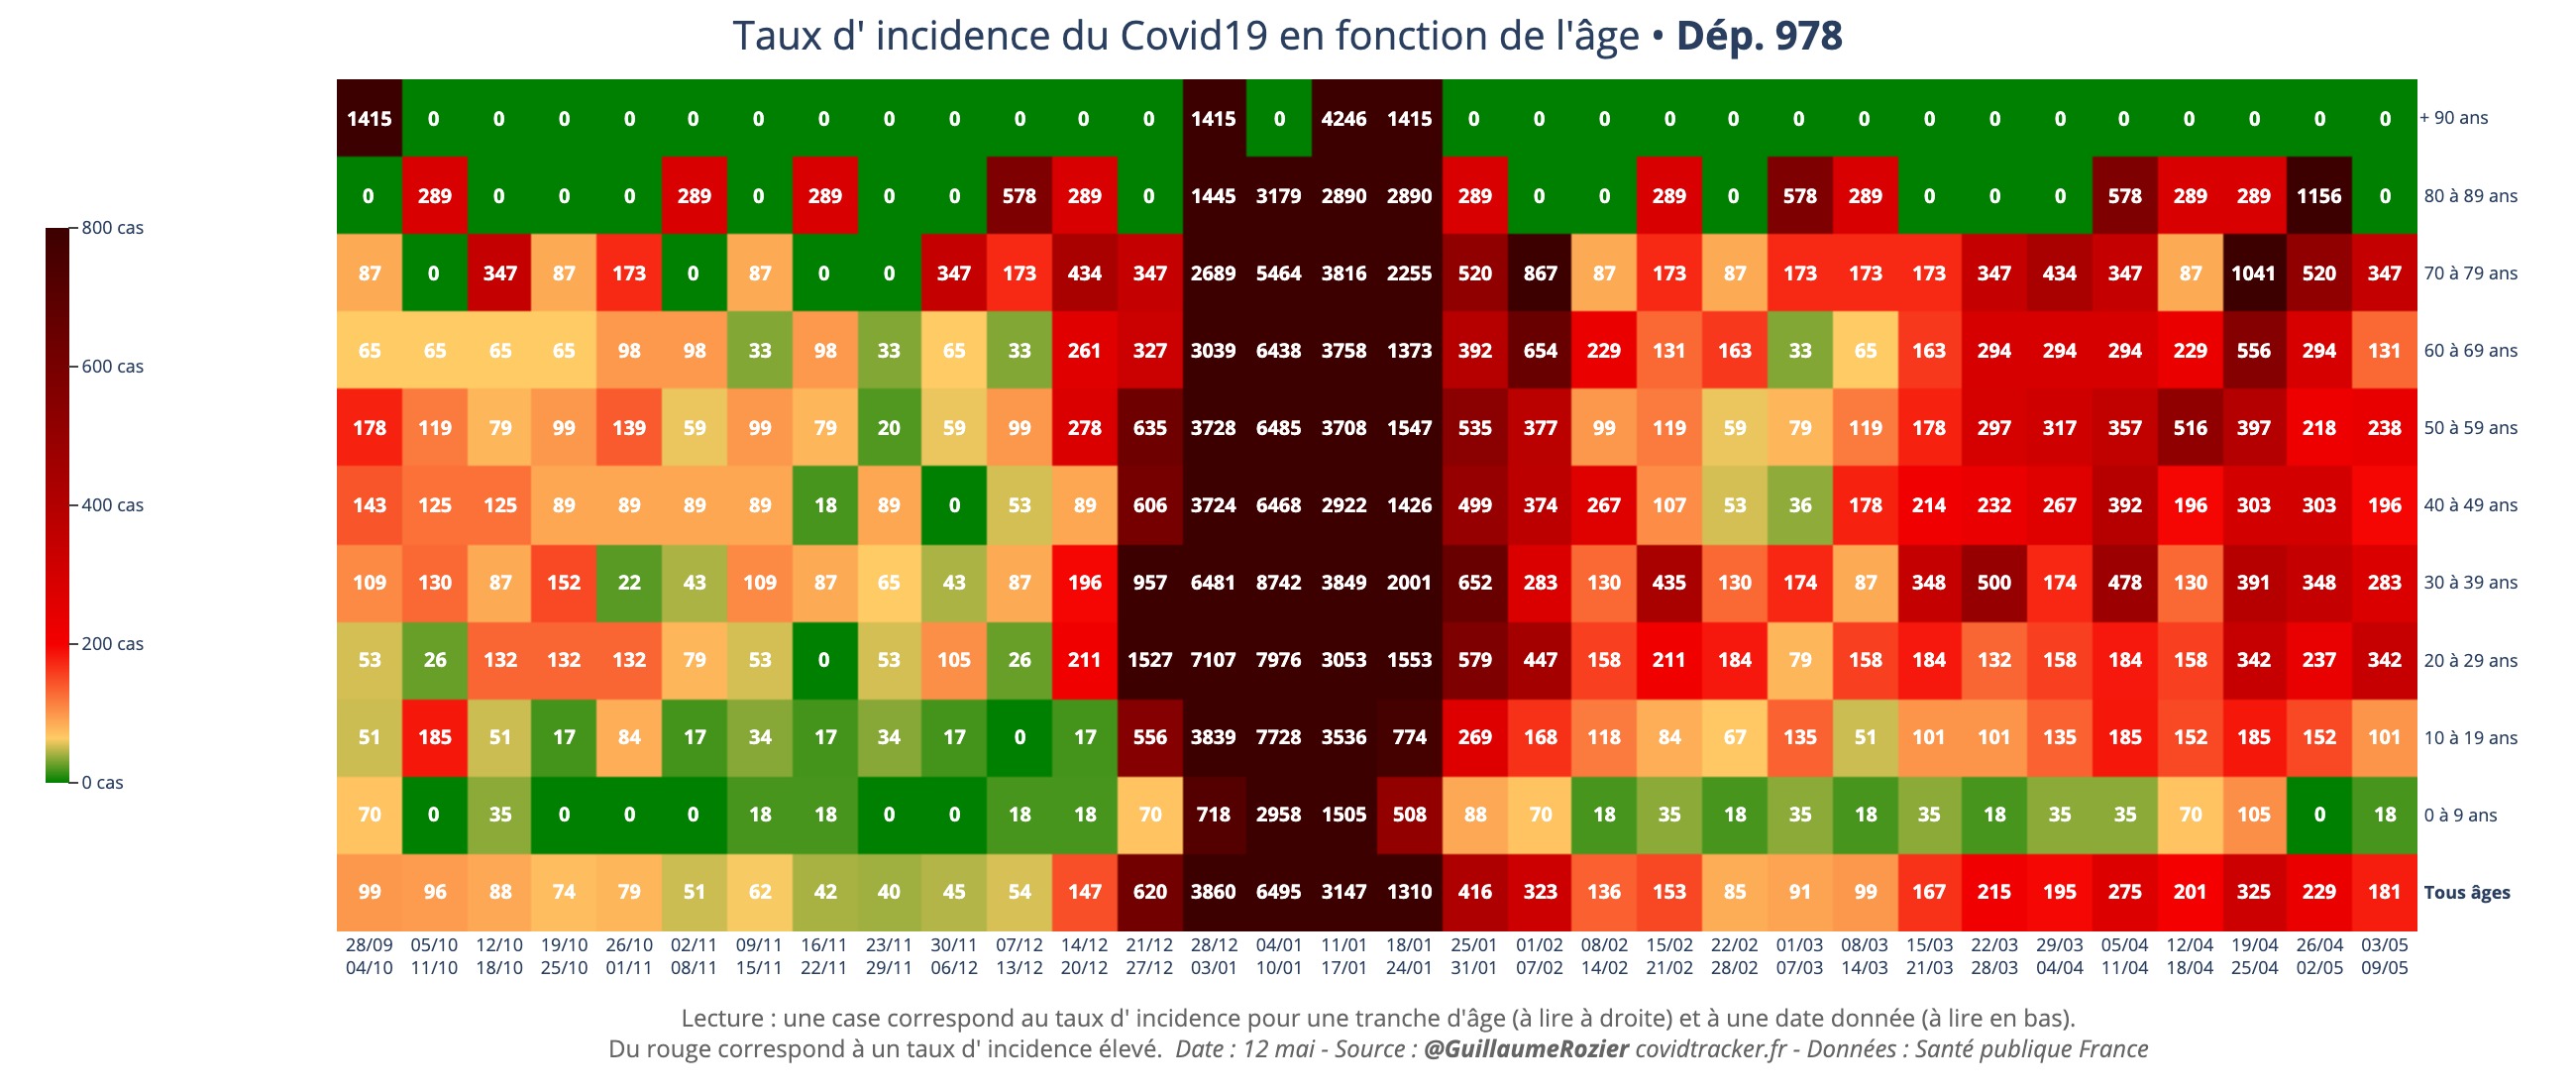 Taux d' incidence du Covid19 en fonction de l'âge • Dép. 978
1415 0 0 0 0 0 0 0 0 0 0 0 0 1415 0 4246 1415 0 0 0 0 0 0 0 0 0 0 0 0 0 0 0 + 90 ans
0 289 0 0 0 289 0 289 0 0 578 289 0 1445 3179 2890 2890 289 0 0 289 0 578 289 0 0 0 578 289 289 1156 0 80 à 89 ans
800 cas
87 0 347 87 173 0 87 0 0 347 173 434 347 2689 5464 3816 2255 520 867 87 173 87 173 173 173 347 434 347 87 1041 520 347 70 à 79 ans
65 65 65 65 98 98 33 98 33 65 33 261 327 3039 6438 3758 1373 392 654 229 131 163 33 65 163 294 294 294 229 556 294 131 60 à 69 ans
600 cas
178 119 79 99 139 59 99 79 20 59 99 278 635 3728 6485 3708 1547 535 377 99 119 59 79 119 178 297 317 357 516 397 218 238 50 à 59 ans
400 cas
143 125 125 89 89 89 89 18 89 0 53 89 606 3724 6468 2922 1426 499 374 267 107 53 36 178 214 232 267 392 196 303 303 196 40 à 49 ans
109 130 87 152 22 43 109 87 65 43 87 196 957 6481 8742 3849 2001 652 283 130 435 130 174 87 348 500 174 478 130 391 348 283 30 à 39 ans
200 cas
53 26 132 132 132 79 53 0 53 105 26 211 1527 7107 7976 3053 1553 579 447 158 211 184 79 158 184 132 158 184 158 342 237 342 20 à 29 ans
51 185 51 17 84 17 34 17 34 17 0 17 556 3839 7728 3536 774 269 168 118 84 67 135 51 101 101 135 185 152 185 152 101 10 à 19 ans
0 cas
70 0 35 0 0 0 18 18 0 0 18 18 70 718 2958 1505 508 88 70 18 35 18 35 18 35 18 35 35 70 105 0 18 0 à 9 ans
99 96 88 74 79 51 62 42 40 45 54 147 620 3860 6495 3147 1310 416 323 136 153 85 91 99 167 215 195 275 201 325 229 181 Tous âges
28/09 05/10 12/10 19/10 26/10 02/11 09/11 16/11 23/11 30/11 07/12 14/12 21/12 28/12 04/01 11/01 18/01 25/01 01/02 08/02 15/02 22/02 01/03 08/03 15/03 22/03 29/03 05/04 12/04 19/04 26/04 03/05
04/10 11/10 18/10 25/10 01/11 08/11 15/11 22/11 29/11 06/12 13/12 20/12 27/12 03/01 10/01 17/01 24/01 31/01 07/02 14/02 21/02 28/02 07/03 14/03 21/03 28/03 04/04 11/04 18/04 25/04 02/05 09/05
Lecture : une case correspond au taux d' incidence pour une tranche d'âge (à lire à droite) et à une date donnée (à lire en bas).
Du rouge correspond à un taux d' incidence élevé. Date : 12 mai - Source : @GuillaumeRozier covidtracker.fr - Données : Santé publique France